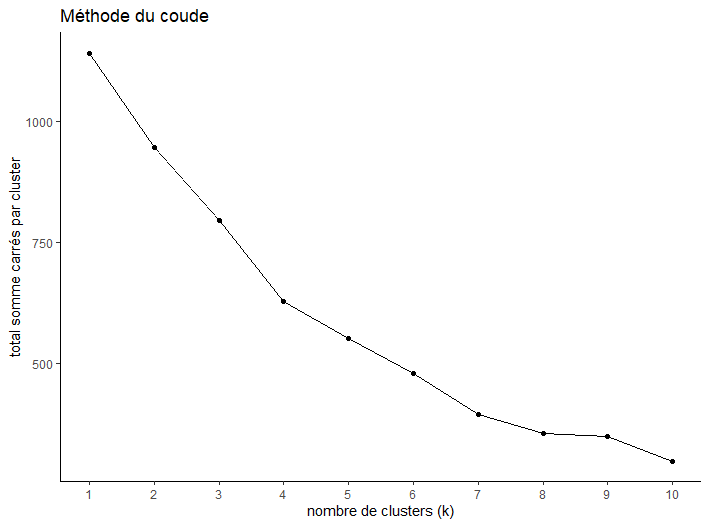 Méthode du coude
total somme carrés par cluster
1000
750
500
1 2 3 4 5 6 7 8 9 10
nombre de clusters (k)